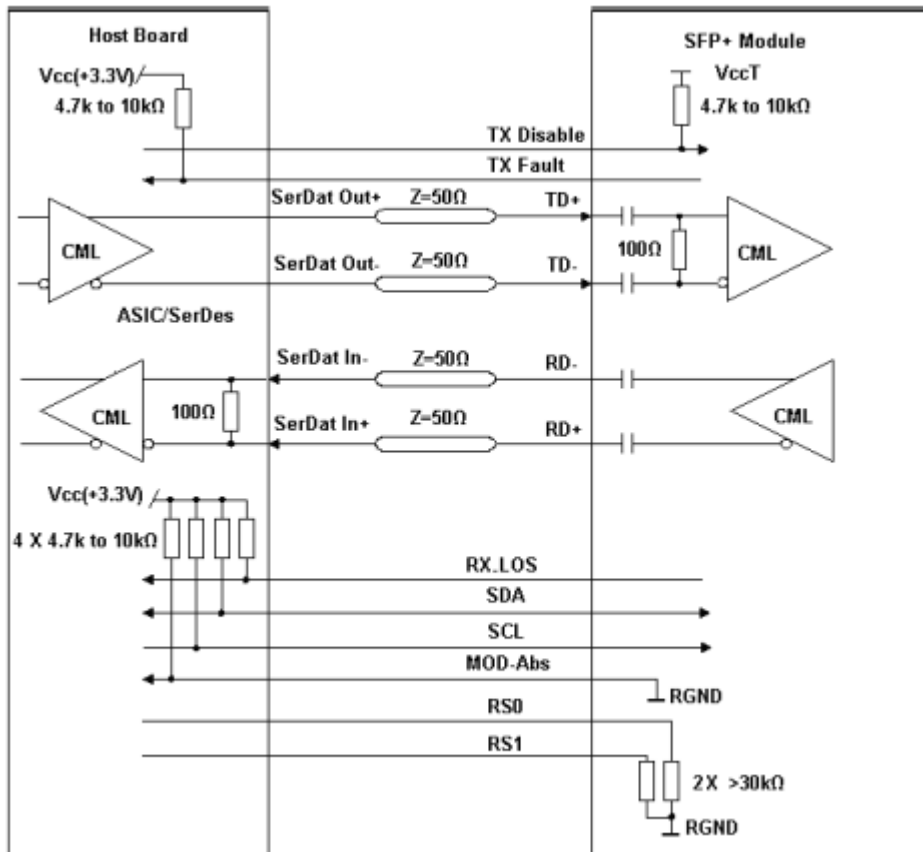 Host Board
SFP+ Module
Vcc(+3.3V)
4.7k to 10kΩ
VccT
4.7k to 10kΩ
TX Disable
TX Fault
SerDat Out+
Z=50Ω
TD+
CML
100Ω
CML
SerDat Out-
Z=50Ω
TD-
ASIC/SerDes
SerDat In-
Z=50Ω
RD-
CML
100Ω
SerDat In+
Z=50Ω
RD+
CML
Vcc(+3.3V)
4 X 4.7k to 10kΩ
RX.LOS
SDA
SCL
MOD-Abs
RGND
RS0
RS1
2X >30kΩ
RGND